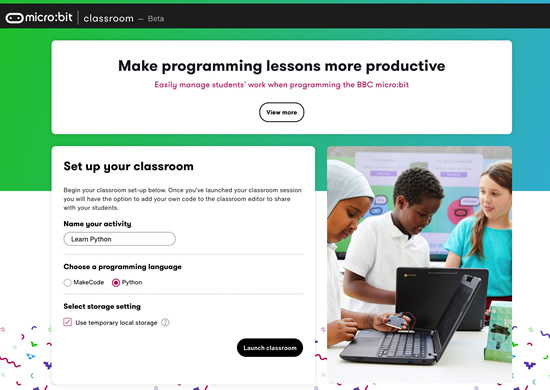 micro:bit classroom — Beta
Make programming lessons more productive
Easily manage students' work when programming the BBC micro:bit
View more
Set up your classroom
Begin your classroom set-up below. Once you've launched your classroom session
you will have the option to add your own code to the classroom editor to share
with your students.
Name your activity
Learn Python
Choose a programming language
MakeCode Python
Select storage setting
Use temporary local storage ?
Launch classroom